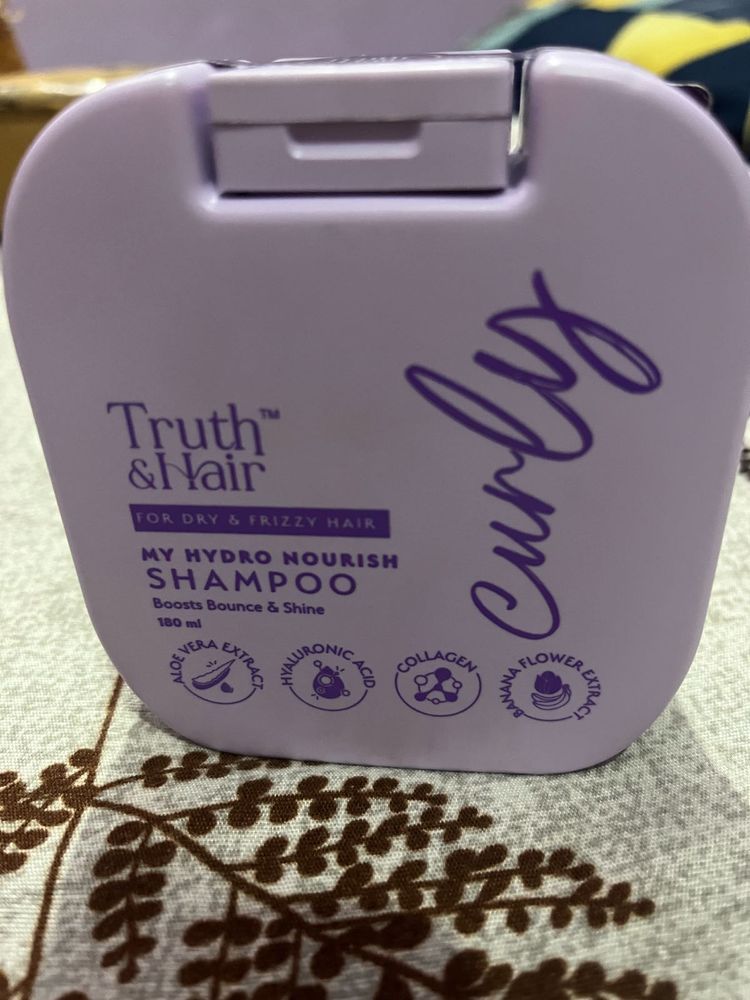 Truth™
&Hair
FOR DRY & FRIZZY HAIR
MY HYDRO NOURISH
SHAMPOO
Boosts Bounce & Shine
180 ml
curly
ALOE VERA EXTRACT
HYALURONIC ACID
COLLAGEN
BANANA FLOWER EXTRACT